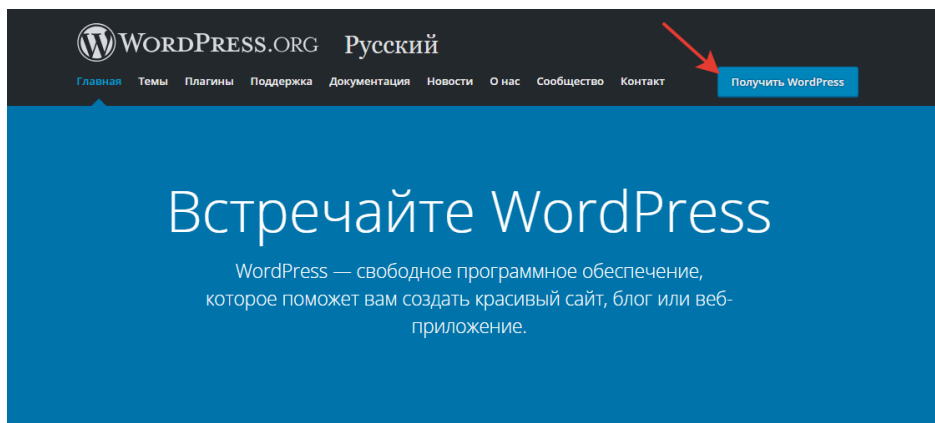 WORDPRESS.ORG Русский
Главная Темы Плагины Поддержка Документация Новости О нас Сообщество Контакт Получить WordPress
Встречайте WordPress
WordPress — свободное программное обеспечение,
которое поможет вам создать красивый сайт, блог или веб-
приложение.